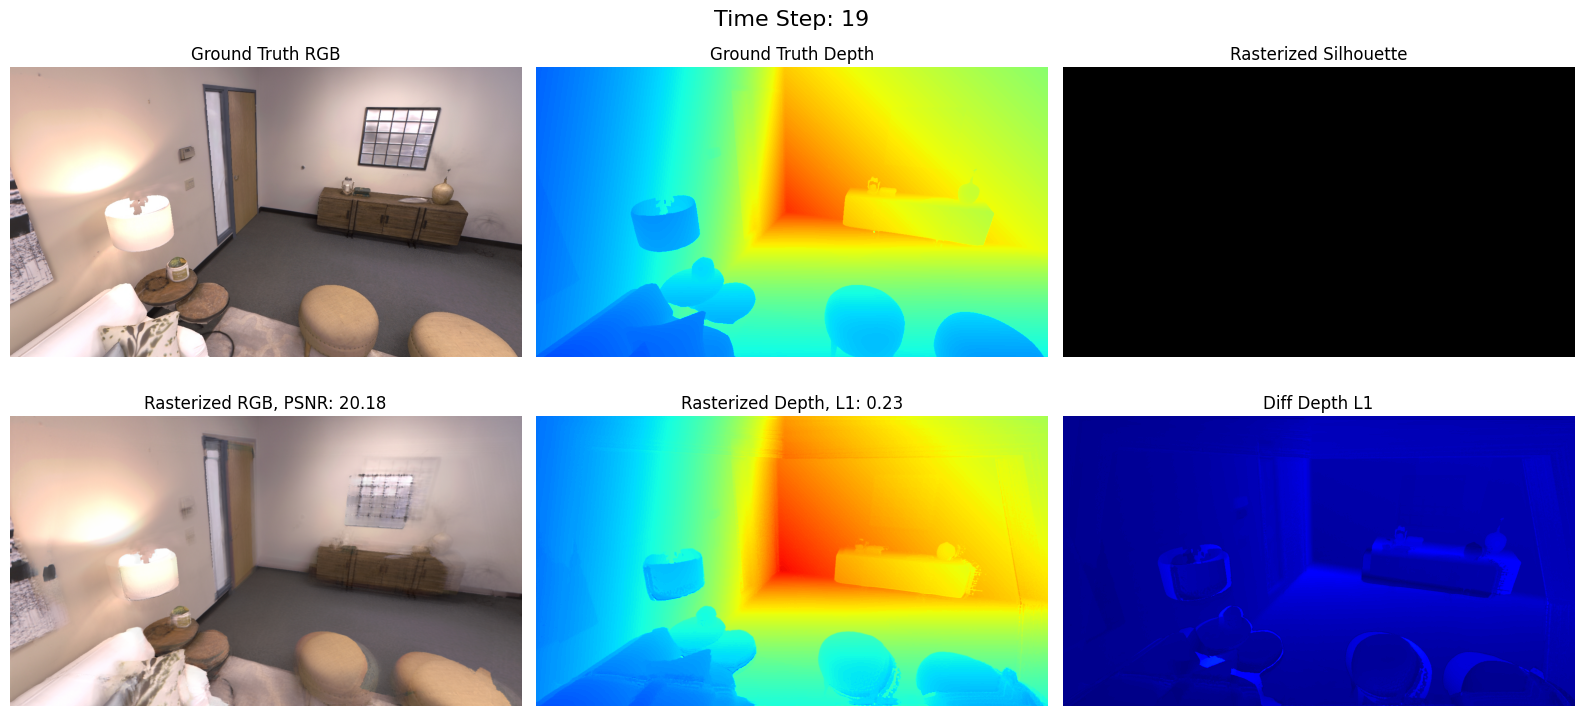 Time Step: 19
Ground Truth RGB
Ground Truth Depth
Rasterized Silhouette
Rasterized RGB, PSNR: 20.18
Rasterized Depth, L1: 0.23
Diff Depth L1